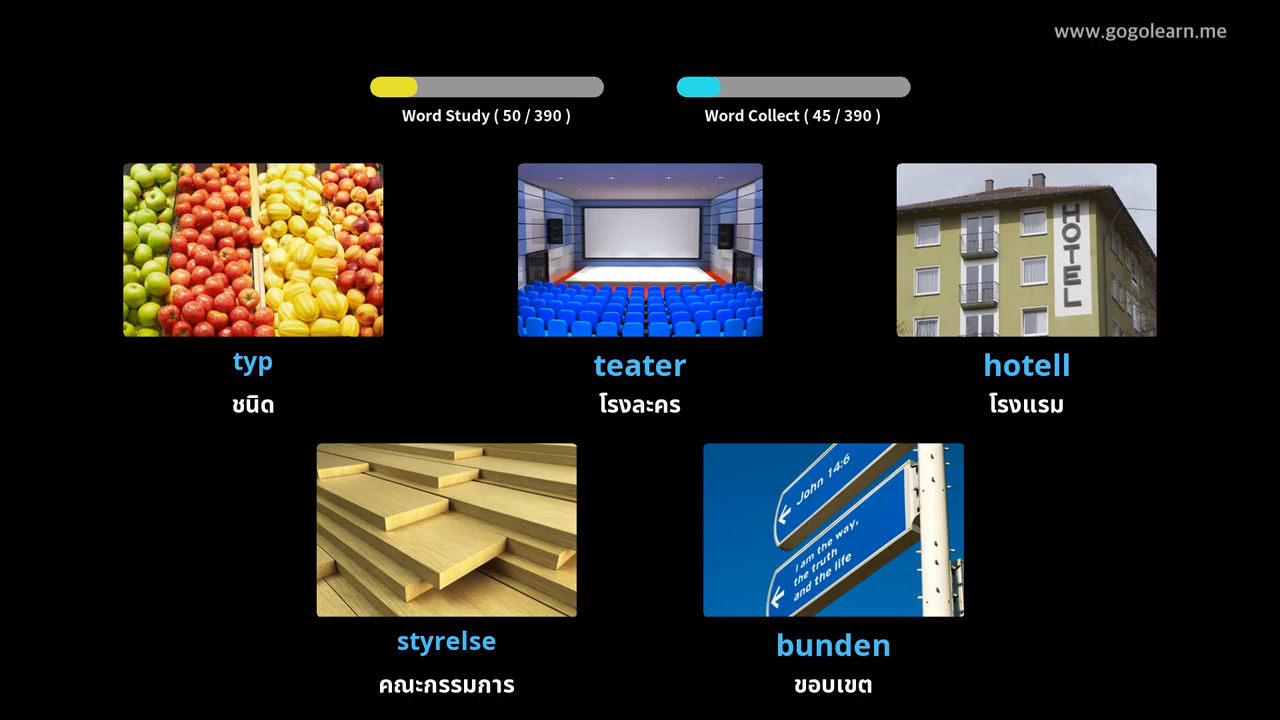 www.gogolearn.me
Word Study ( 50 / 390 )
Word Collect ( 45 / 390 )
HOTEL
typ
teater
hotell
ชนิด
โรงละคร
โรงแรม
John 14:6
I am the way,
the truth
and the life
styrelse
bunden
คณะกรรมการ
ขอบเขต